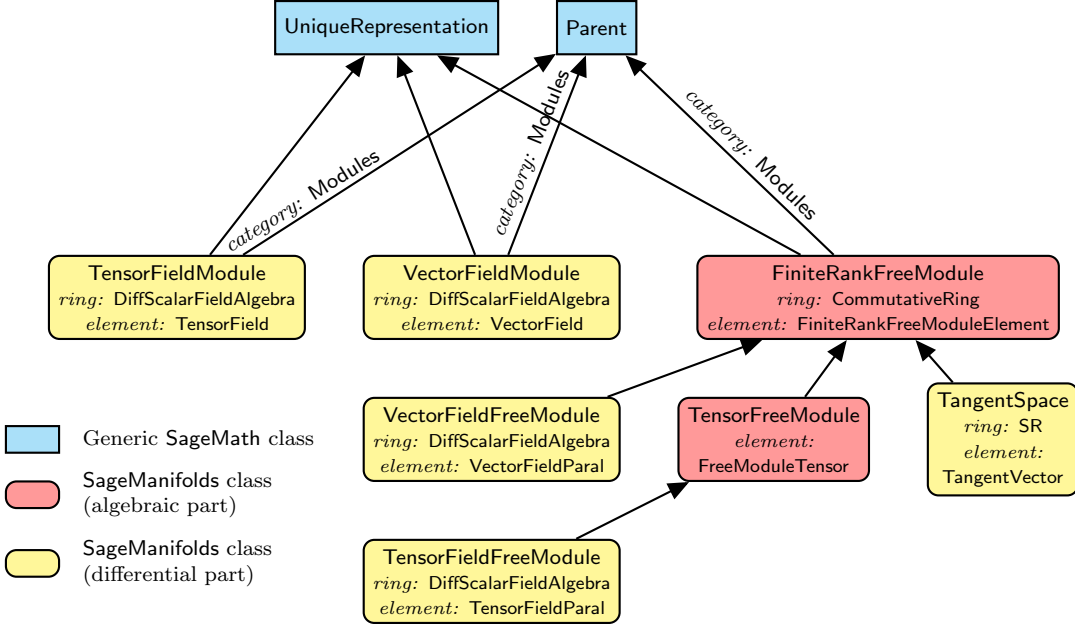 UniqueRepresentation
Parent
category: Modules
category: Modules
category: Modules
TensorFieldModule
ring: DiffScalarFieldAlgebra
element: TensorField
VectorFieldModule
ring: DiffScalarFieldAlgebra
element: VectorField
FiniteRankFreeModule
ring: CommutativeRing
element: FiniteRankFreeModuleElement
VectorFieldFreeModule
ring: DiffScalarFieldAlgebra
element: VectorFieldParal
TensorFreeModule
element:
FreeModuleTensor
TangentSpace
ring: SR
element:
TangentVector
TensorFieldFreeModule
ring: DiffScalarFieldAlgebra
element: TensorFieldParal
Generic SageMath class
SageManifolds class
(algebraic part)
SageManifolds class
(differential part)